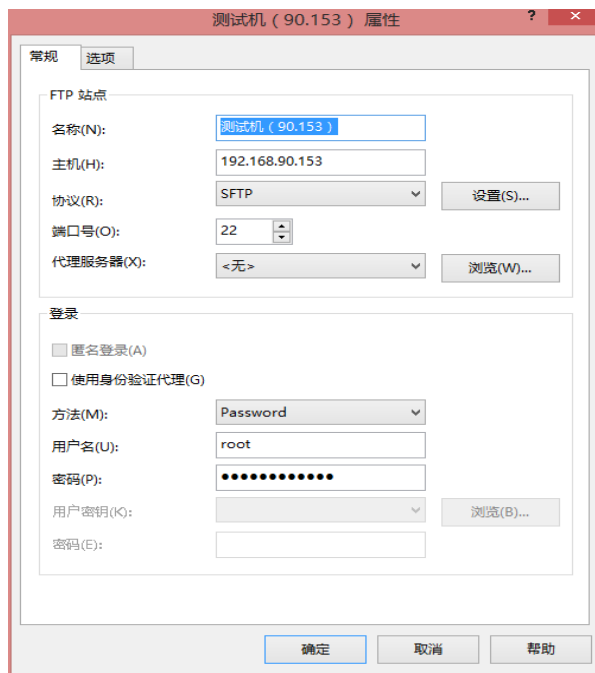 测试机（90.153）属性
? ×
常规 选项
FTP 站点
名称(N): 测试机（90.153）
主机(H): 192.168.90.153
协议(R): SFTP 设置(S)...
端口号(O): 22
代理服务器(X): <无> 浏览(W)...
登录
匿名登录(A)
使用身份验证代理(G)
方法(M): Password
用户名(U): root
密码(P): ●●●●●●●●●●●●
用户密钥(K): 浏览(B)...
密码(E):
确定 取消 帮助